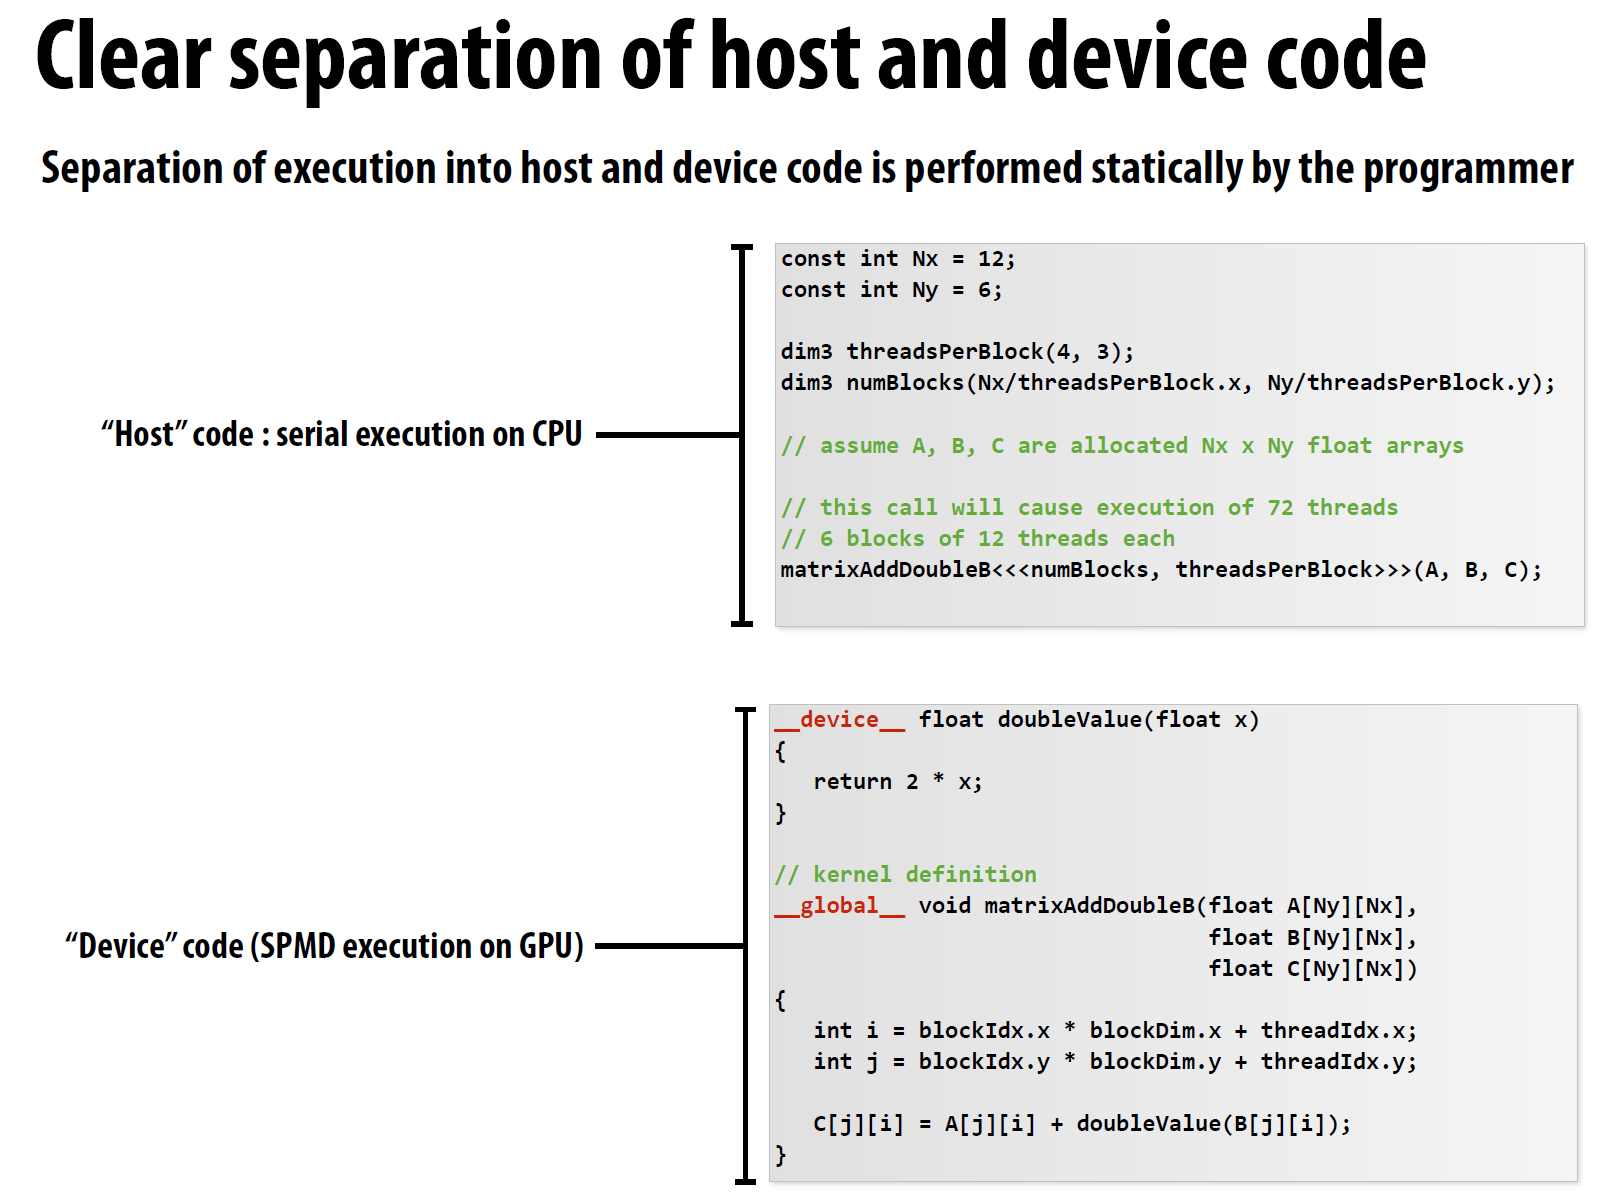 Clear separation of host and device code
Separation of execution into host and device code is performed statically by the programmer
“Host” code : serial execution on CPU
const int Nx = 12;
const int Ny = 6;
dim3 threadsPerBlock(4, 3);
dim3 numBlocks(Nx/threadsPerBlock.x, Ny/threadsPerBlock.y);
// assume A, B, C are allocated Nx x Ny float arrays
// this call will cause execution of 72 threads
// 6 blocks of 12 threads each
matrixAddDoubleB<<<numBlocks, threadsPerBlock>>>(A, B, C);
“Device” code (SPMD execution on GPU)
__device__ float doubleValue(float x)
{
   return 2 * x;
}
// kernel definition
__global__ void matrixAddDoubleB(float A[Ny][Nx],
                                 float B[Ny][Nx],
                                 float C[Ny][Nx])
{
   int i = blockIdx.x * blockDim.x + threadIdx.x;
   int j = blockIdx.y * blockDim.y + threadIdx.y;
   C[j][i] = A[j][i] + doubleValue(B[j][i]);
}